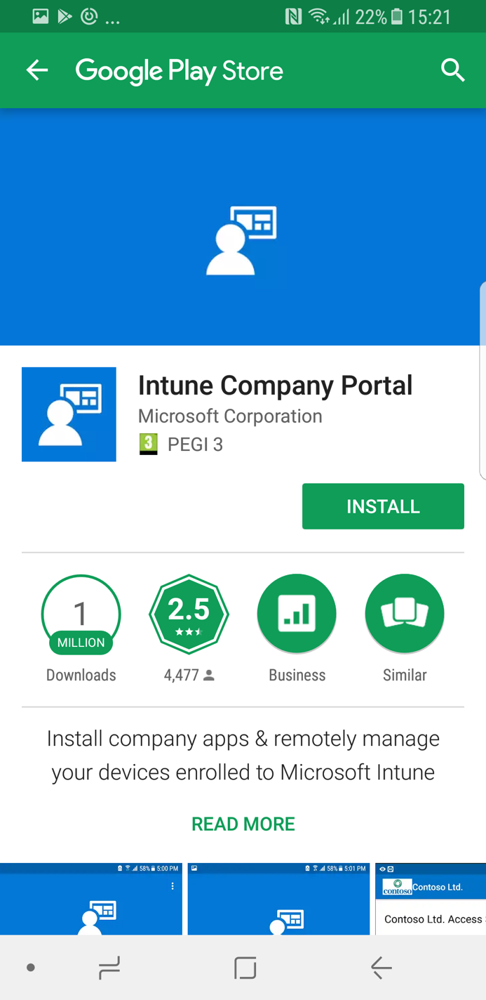 ... 22% 15:21
Google Play Store
Intune Company Portal
Microsoft Corporation
3 PEGI 3
INSTALL
1
MILLION
Downloads
2.5
4,477
Business
Similar
Install company apps & remotely manage
your devices enrolled to Microsoft Intune
READ MORE
58% 5:00 PM
58% 5:01 PM
contoso Contoso Ltd.
Contoso Ltd. Access